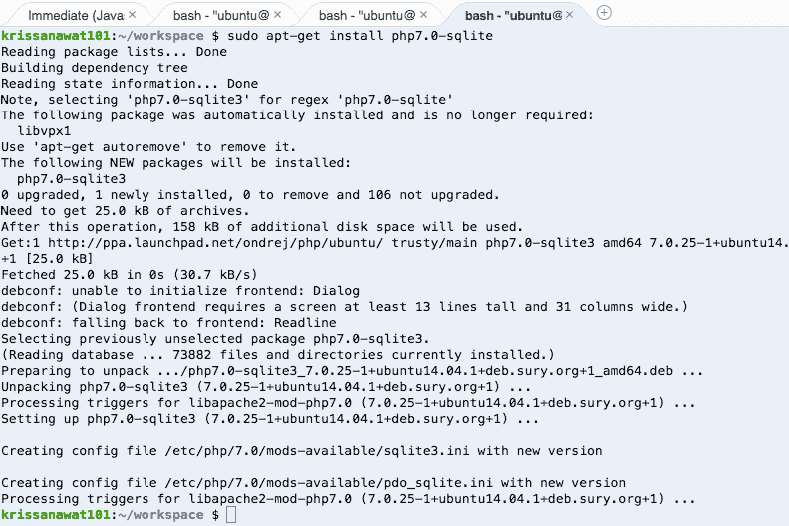 Immediate (Java × bash - "ubuntu@ × bash - "ubuntu@ × bash - "ubuntu@ ×
krissanawat101:~/workspace $ sudo apt-get install php7.0-sqlite
Reading package lists... Done
Building dependency tree
Reading state information... Done
Note, selecting 'php7.0-sqlite3' for regex 'php7.0-sqlite'
The following package was automatically installed and is no longer required:
  libvpx1
Use 'apt-get autoremove' to remove it.
The following NEW packages will be installed:
  php7.0-sqlite3
0 upgraded, 1 newly installed, 0 to remove and 106 not upgraded.
Need to get 25.0 kB of archives.
After this operation, 158 kB of additional disk space will be used.
Get:1 http://ppa.launchpad.net/ondrej/php/ubuntu/ trusty/main php7.0-sqlite3 amd64 7.0.25-1+ubuntu14.
+1 [25.0 kB]
Fetched 25.0 kB in 0s (30.7 kB/s)
debconf: unable to initialize frontend: Dialog
debconf: (Dialog frontend requires a screen at least 13 lines tall and 31 columns wide.)
debconf: falling back to frontend: Readline
Selecting previously unselected package php7.0-sqlite3.
(Reading database ... 73882 files and directories currently installed.)
Preparing to unpack .../php7.0-sqlite3_7.0.25-1+ubuntu14.04.1+deb.sury.org+1_amd64.deb ...
Unpacking php7.0-sqlite3 (7.0.25-1+ubuntu14.04.1+deb.sury.org+1) ...
Processing triggers for libapache2-mod-php7.0 (7.0.25-1+ubuntu14.04.1+deb.sury.org+1) ...
Setting up php7.0-sqlite3 (7.0.25-1+ubuntu14.04.1+deb.sury.org+1) ...

Creating config file /etc/php/7.0/mods-available/sqlite3.ini with new version

Creating config file /etc/php/7.0/mods-available/pdo_sqlite.ini with new version
Processing triggers for libapache2-mod-php7.0 (7.0.25-1+ubuntu14.04.1+deb.sury.org+1) ...
krissanawat101:~/workspace $